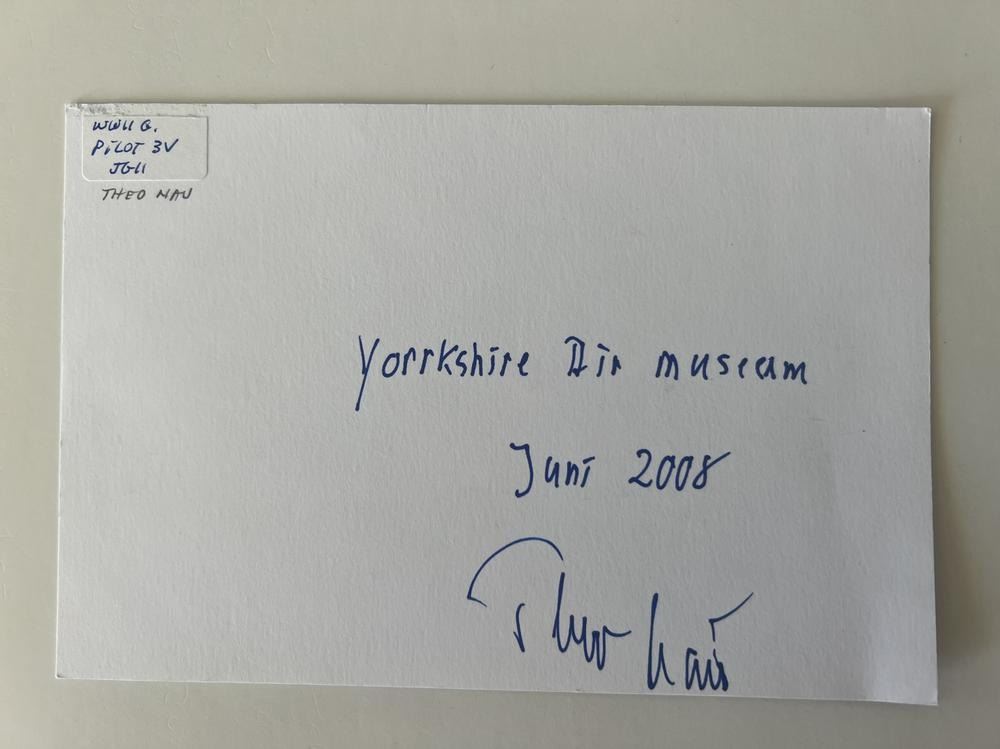 WWII G.
PILOT 3V
JG11
THEO NAU
Yorrkshire Air museum
Juni 2008
Theo Nau